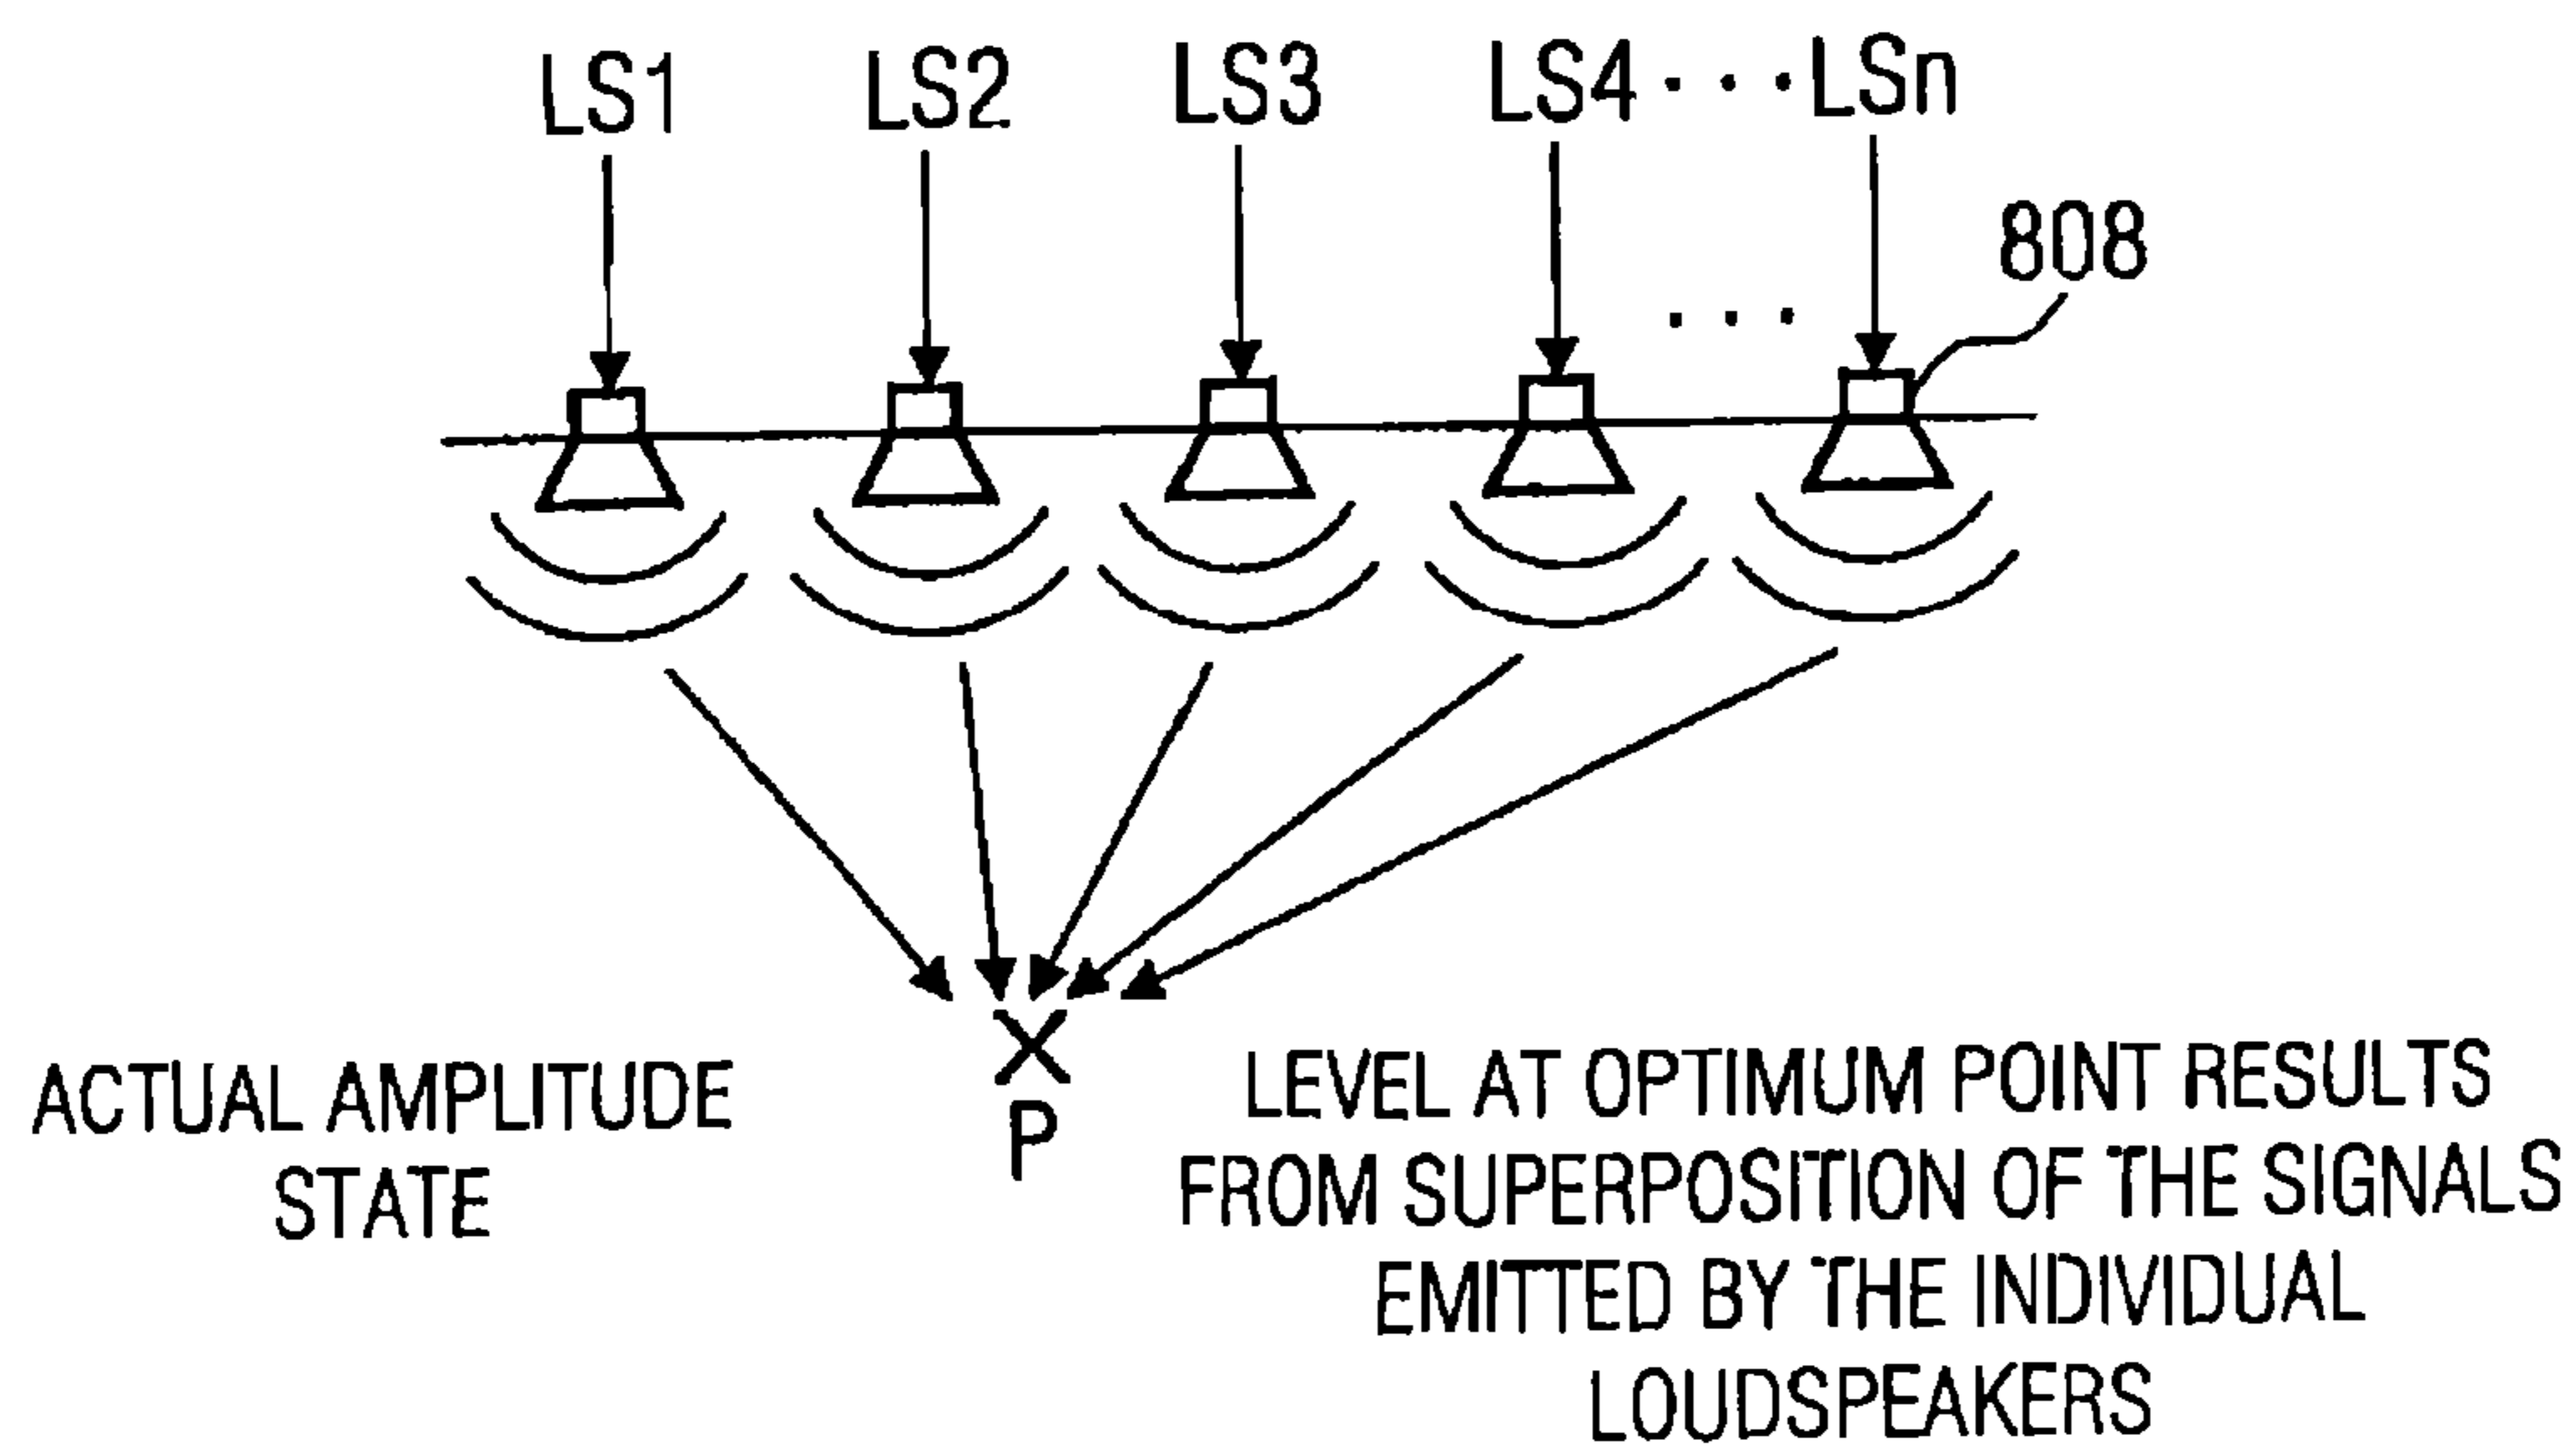 LS1 LS2 LS3 LS4 ... LSn
808
P
ACTUAL AMPLITUDE
STATE
LEVEL AT OPTIMUM POINT RESULTS
FROM SUPERPOSITION OF THE SIGNALS
EMITTED BY THE INDIVIDUAL
LOUDSPEAKERS